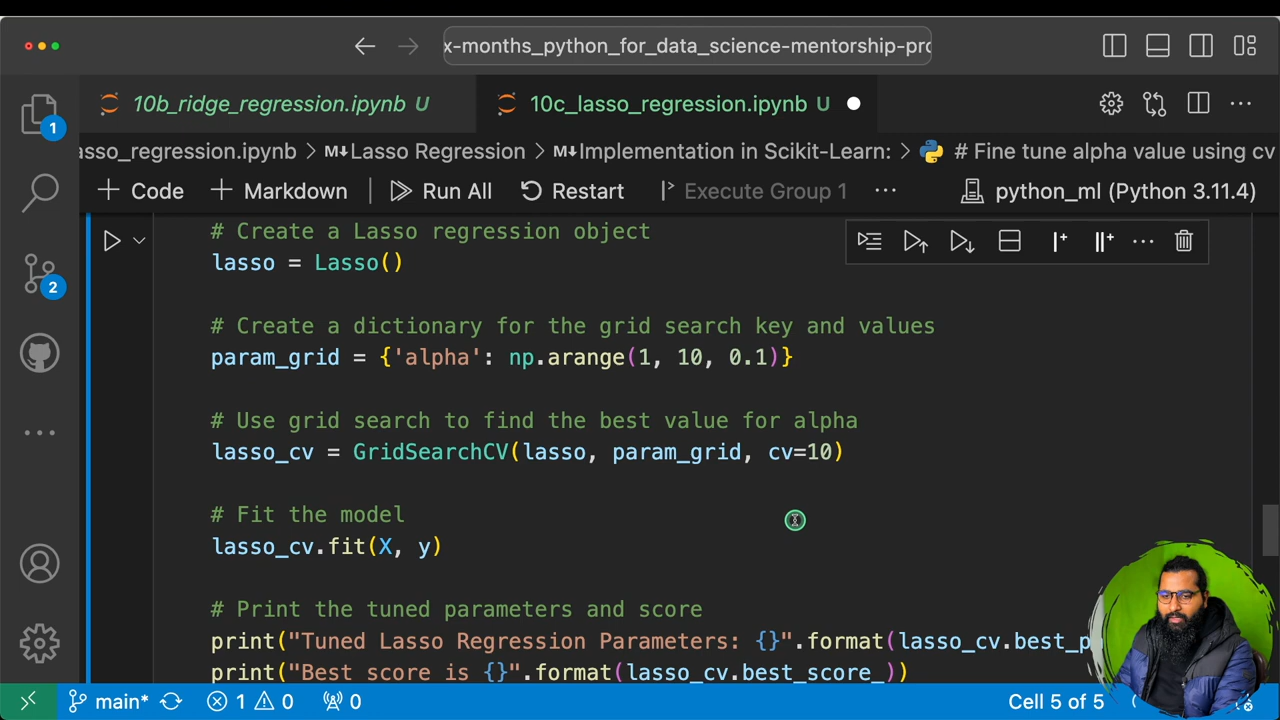 x-months_python_for_data_science-mentorship-pro
10b_ridge_regression.ipynb U
10c_lasso_regression.ipynb U
asso_regression.ipynb > M↓Lasso Regression > M↓Implementation in Scikit-Learn: > # Fine tune alpha value using cv
+ Code + Markdown | Run All Restart Execute Group 1 ··· python_ml (Python 3.11.4)
# Create a Lasso regression object
lasso = Lasso()
# Create a dictionary for the grid search key and values
param_grid = {'alpha': np.arange(1, 10, 0.1)}
# Use grid search to find the best value for alpha
lasso_cv = GridSearchCV(lasso, param_grid, cv=10)
# Fit the model
lasso_cv.fit(X, y)
# Print the tuned parameters and score
print("Tuned Lasso Regression Parameters: {}".format(lasso_cv.best_p
print("Best score is {}".format(lasso_cv.best_score_))
1
2
main* 1 0 0 Cell 5 of 5